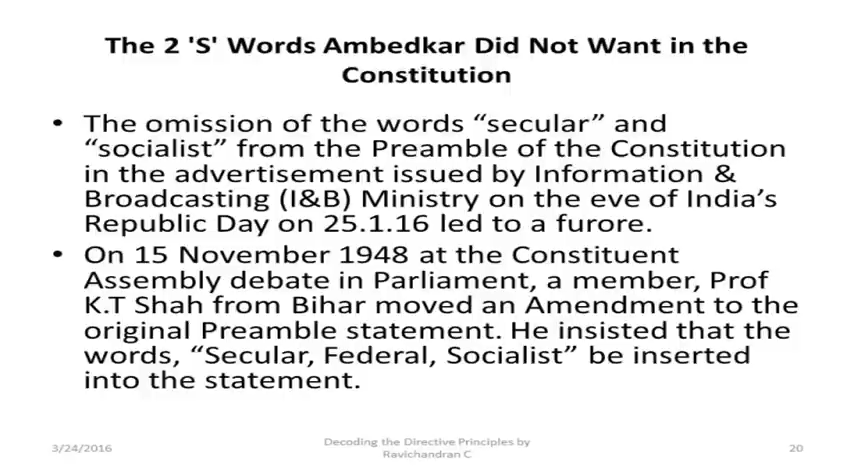 The 2 'S' Words Ambedkar Did Not Want in the
Constitution
• The omission of the words “secular” and
“socialist” from the Preamble of the Constitution
in the advertisement issued by Information &
Broadcasting (I&B) Ministry on the eve of India’s
Republic Day on 25.1.16 led to a furore.
• On 15 November 1948 at the Constituent
Assembly debate in Parliament, a member, Prof
K.T Shah from Bihar moved an Amendment to the
original Preamble statement. He insisted that the
words, “Secular, Federal, Socialist” be inserted
into the statement.
3/24/2016
Decoding the Directive Principles by
Ravichandran C
20